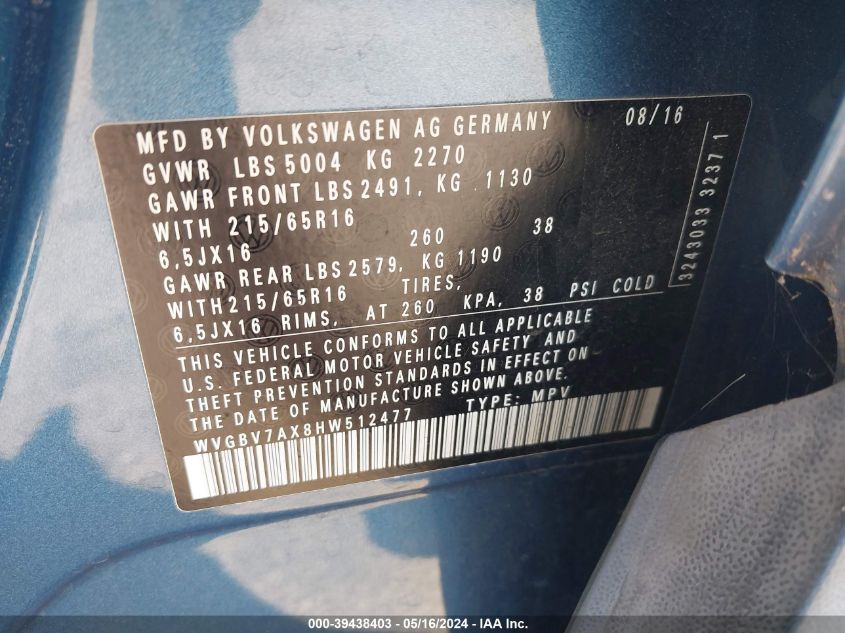 MFD BY VOLKSWAGEN AG GERMANY 08/16
GVWR LBS 5004 KG 2270
GAWR FRONT LBS 2491, KG 1130
WITH 215/65R16
6,5JX16 260 38
GAWR REAR LBS 2579, KG 1190
WITH 215/65R16 TIRES,
6,5JX16 RIMS, AT 260 KPA, 38 PSI COLD
THIS VEHICLE CONFORMS TO ALL APPLICABLE
U.S. FEDERAL MOTOR VEHICLE SAFETY AND
THEFT PREVENTION STANDARDS IN EFFECT ON
THE DATE OF MANUFACTURE SHOWN ABOVE.
WVGBV7AX8HW512477 TYPE: MPV
3243033 3237 1
000-39438403 - 05/16/2024 - IAA Inc.